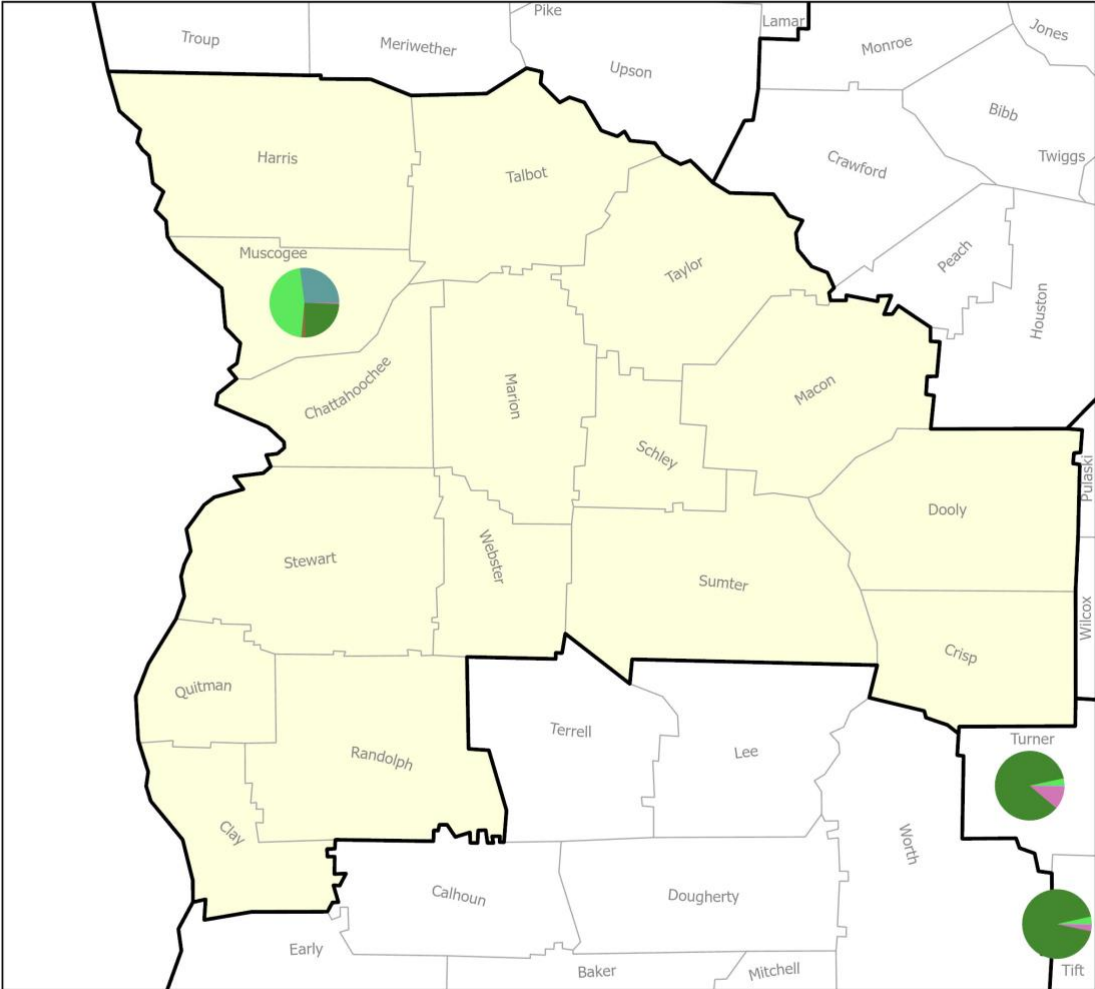 Pike
Lamar
Jones
Troup
Meriwether
Monroe
Upson
Bibb
Harris
Talbot
Crawford
Twiggs
Muscogee
Taylor
Peach
Houston
Chattahoochee
Marion
Macon
Schley
Pulaski
Dooly
Stewart
Webster
Sumter
Wilcox
Crisp
Quitman
Terrell
Turner
Randolph
Lee
Clay
Worth
Calhoun
Dougherty
Early
Baker
Mitchell
Tift